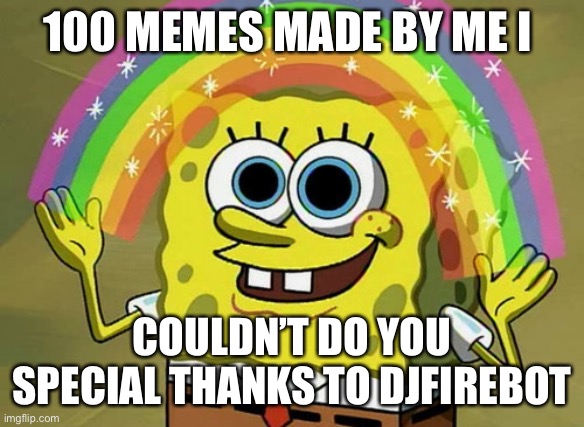 100 MEMES MADE BY ME I
COULDN'T DO YOU
SPECIAL THANKS TO DJFIREBOT
imgflip.com